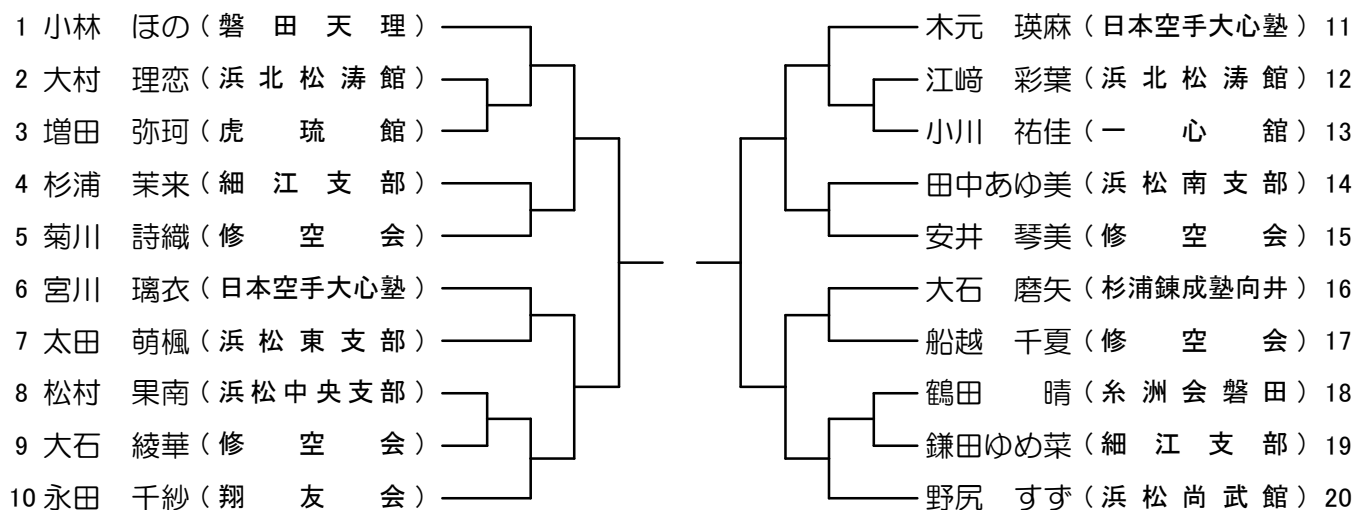 1 小林 ほの（磐田天理）
2 大村 理恋（浜北松涛館）
3 増田 弥珂（虎琉館）
4 杉浦 茉来（細江支部）
5 菊川 詩織（修空会）
6 宮川 璃衣（日本空手大心塾）
7 太田 萌楓（浜松東支部）
8 松村 果南（浜松中央支部）
9 大石 綾華（修空会）
10 永田 千紗（翔友会）
木元 瑛麻（日本空手大心塾）11
江﨑 彩葉（浜北松涛館）12
小川 祐佳（一心舘）13
田中あゆ美（浜松南支部）14
安井 琴美（修空会）15
大石 磨矢（杉浦錬成塾向井）16
船越 千夏（修空会）17
鶴田 晴（糸洲会磐田）18
鎌田ゆめ菜（細江支部）19
野尻 すず（浜松尚武館）20